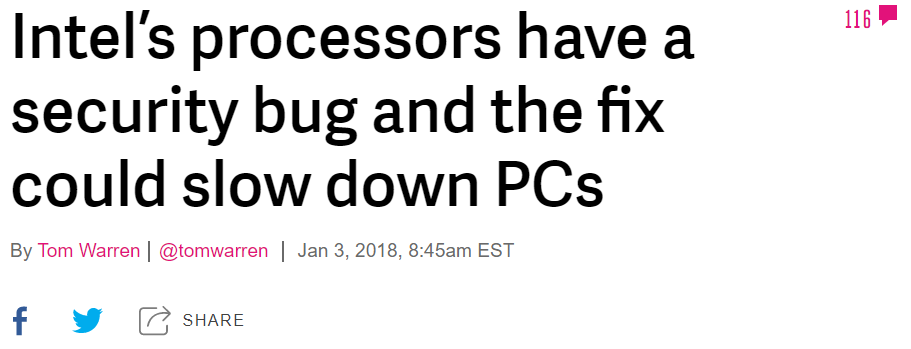 Intel’s processors have a
116
security bug and the fix
could slow down PCs
By Tom Warren | @tomwarren | Jan 3, 2018, 8:45am EST
SHARE